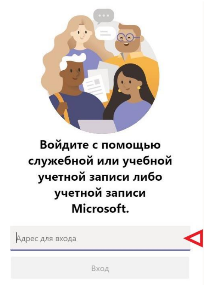 Войдите с помощью
служебной или учебной
учетной записи либо
учетной записи
Microsoft.
Адрес для входа
Вход